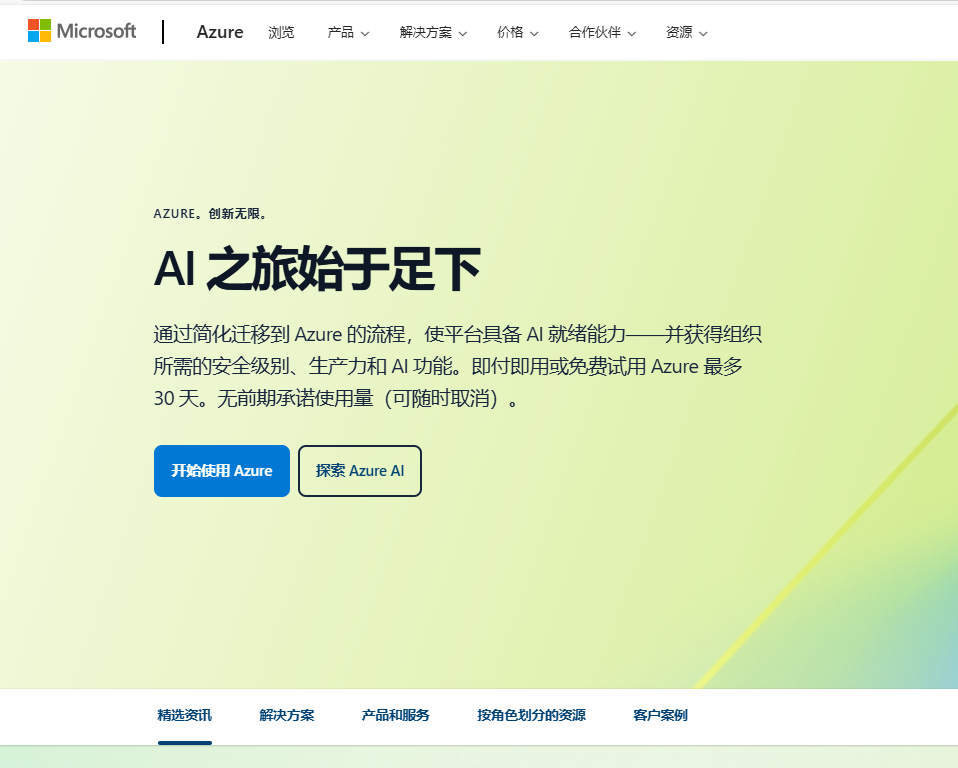 Microsoft Azure 浏览 产品 解决方案 价格 合作伙伴 资源
AZURE。创新无限。
AI 之旅始于足下
通过简化迁移到 Azure 的流程，使平台具备 AI 就绪能力——并获得组织
所需的安全级别、生产力和 AI 功能。即付即用或免费试用 Azure 最多
30 天。无前期承诺使用量（可随时取消）。
开始使用 Azure 探索 Azure AI
精选资讯 解决方案 产品和服务 按角色划分的资源 客户案例